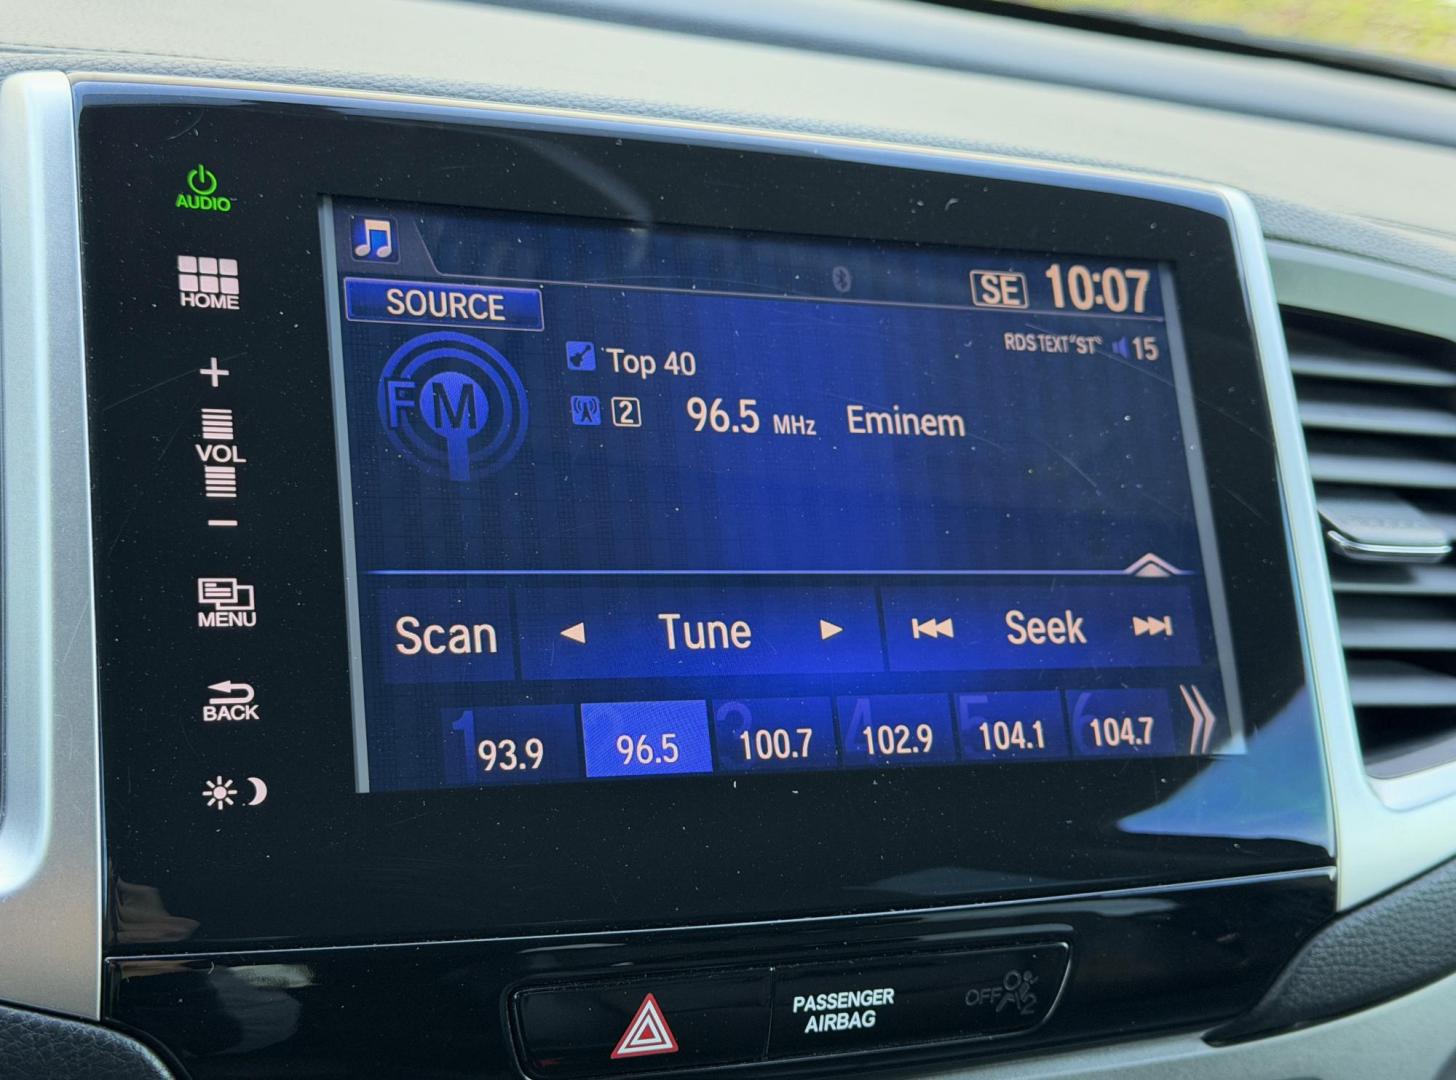 AUDIO
HOME
+
VOL
−
MENU
BACK
SE 10:07
SOURCE
RDS TEXT "ST" 15
FM
Top 40
2 96.5 MHz Eminem
Scan Tune Seek
1 93.9
2 96.5
3 100.7
4 102.9
5 104.1
6 104.7
PASSENGER
AIRBAG
OFF
2